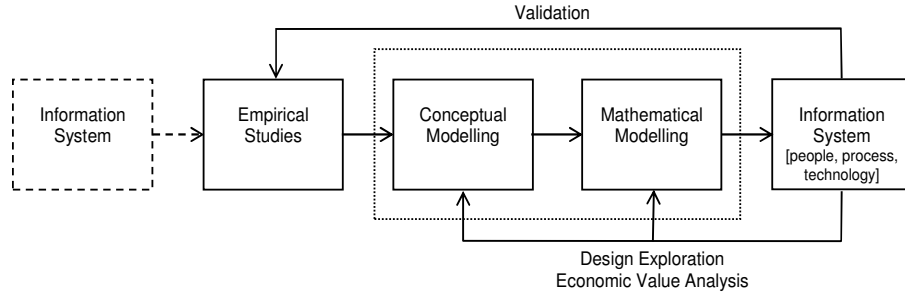 Validation
Information
System
Empirical
Studies
Conceptual
Modelling
Mathematical
Modelling
Information
System
[people, process,
technology]
Design Exploration
Economic Value Analysis